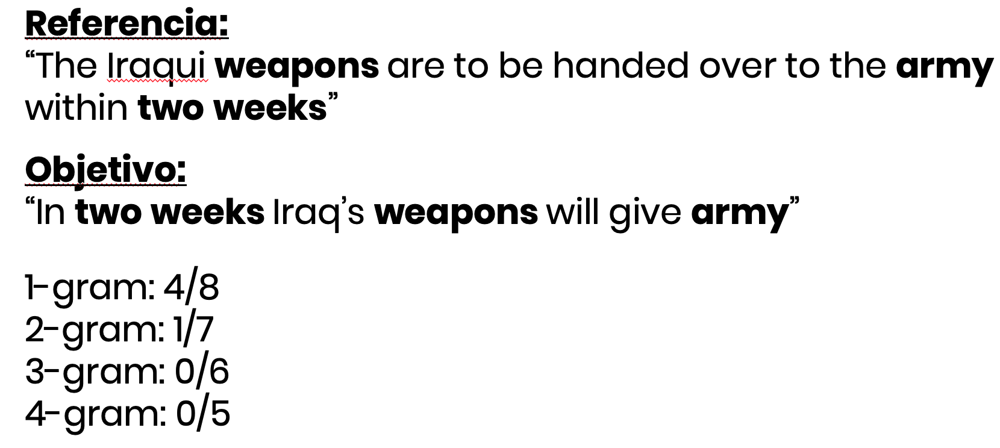 Referencia:
“The Iraqui weapons are to be handed over to the army
within two weeks”
Objetivo:
“In two weeks Iraq’s weapons will give army”
1-gram: 4/8
2-gram: 1/7
3-gram: 0/6
4-gram: 0/5